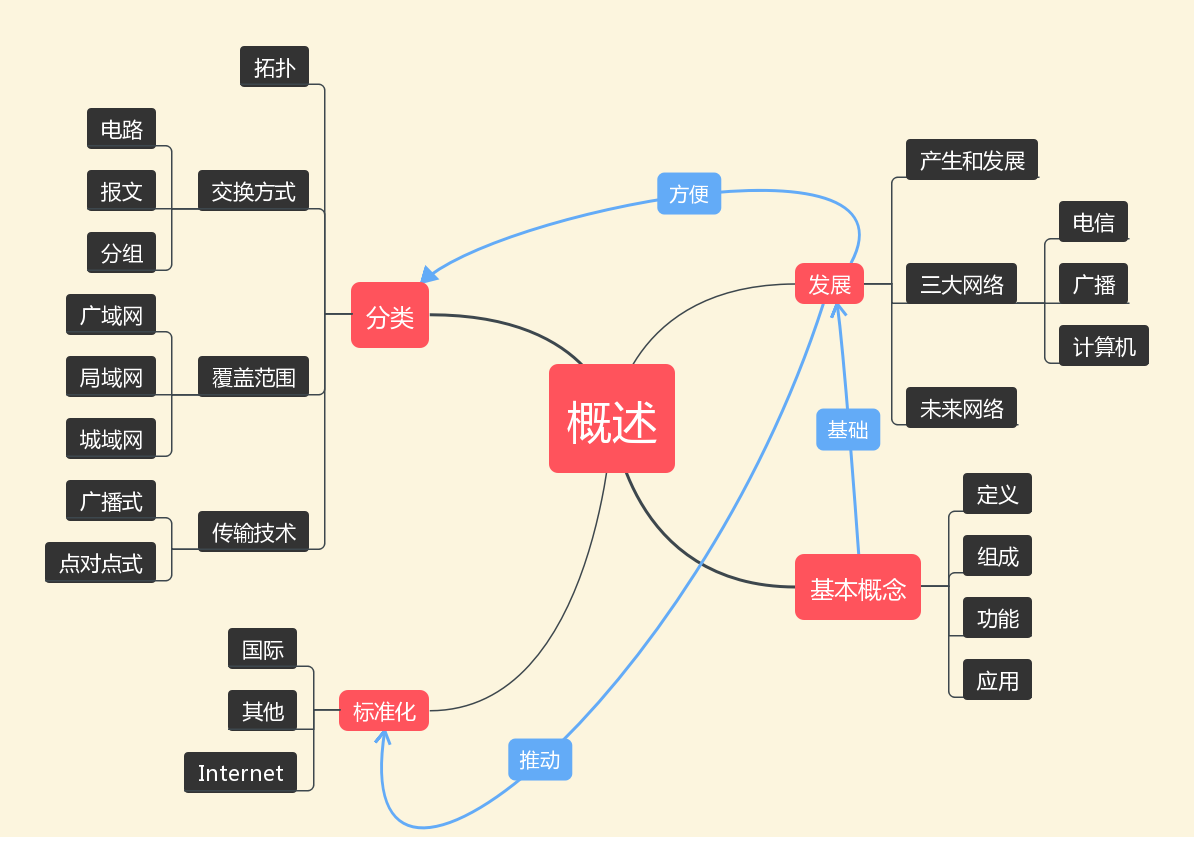 拓扑
电路
报文
交换方式
分组
广域网
局域网
覆盖范围
城域网
广播式
传输技术
点对点式
分类
方便
概述
发展
产生和发展
三大网络
电信
广播
计算机
未来网络
基础
基本概念
定义
组成
功能
应用
国际
其他
标准化
Internet
推动